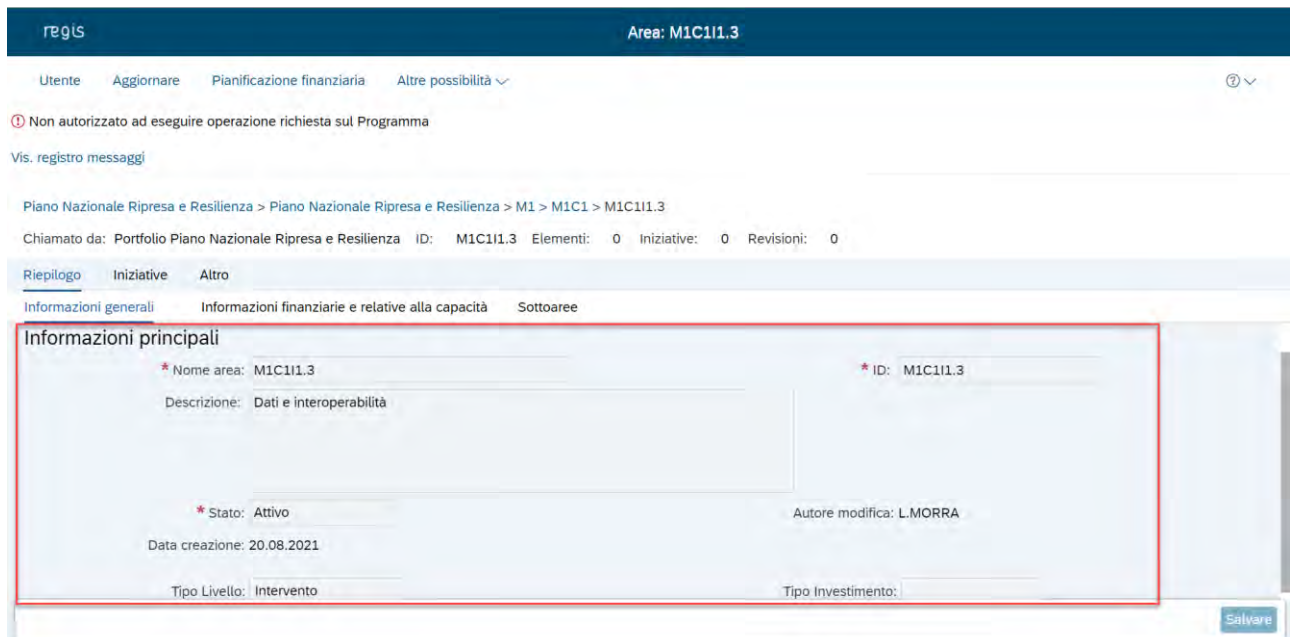 regis Area: M1C1I1.3
Utente Aggiornare Pianificazione finanziaria Altre possibilità
Non autorizzato ad eseguire operazione richiesta sul Programma
Vis. registro messaggi
Piano Nazionale Ripresa e Resilienza > Piano Nazionale Ripresa e Resilienza > M1 > M1C1 > M1C1I1.3
Chiamato da: Portfolio Piano Nazionale Ripresa e Resilienza ID: M1C1I1.3 Elementi: 0 Iniziative: 0 Revisioni: 0
Riepilogo Iniziative Altro
Informazioni generali Informazioni finanziarie e relative alla capacità Sottoaree
Informazioni principali
* Nome area: M1C1I1.3 * ID: M1C1I1.3
Descrizione: Dati e interoperabilità
* Stato: Attivo Autore modifica: L.MORRA
Data creazione: 20.08.2021
Tipo Livello: Intervento Tipo Investimento:
Salvare